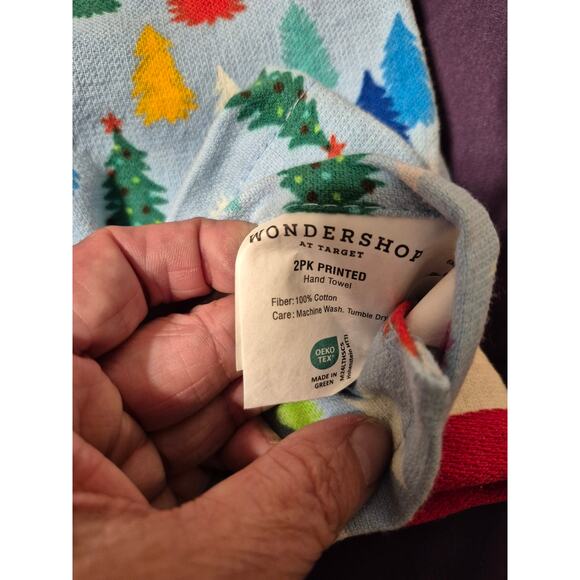 WONDERSHOP
AT TARGET
2PK PRINTED
Hand Towel
Fiber: 100% Cotton
Care: Machine Wash. Tumble Dry
OEKO
TEX®
MADE IN
GREEN